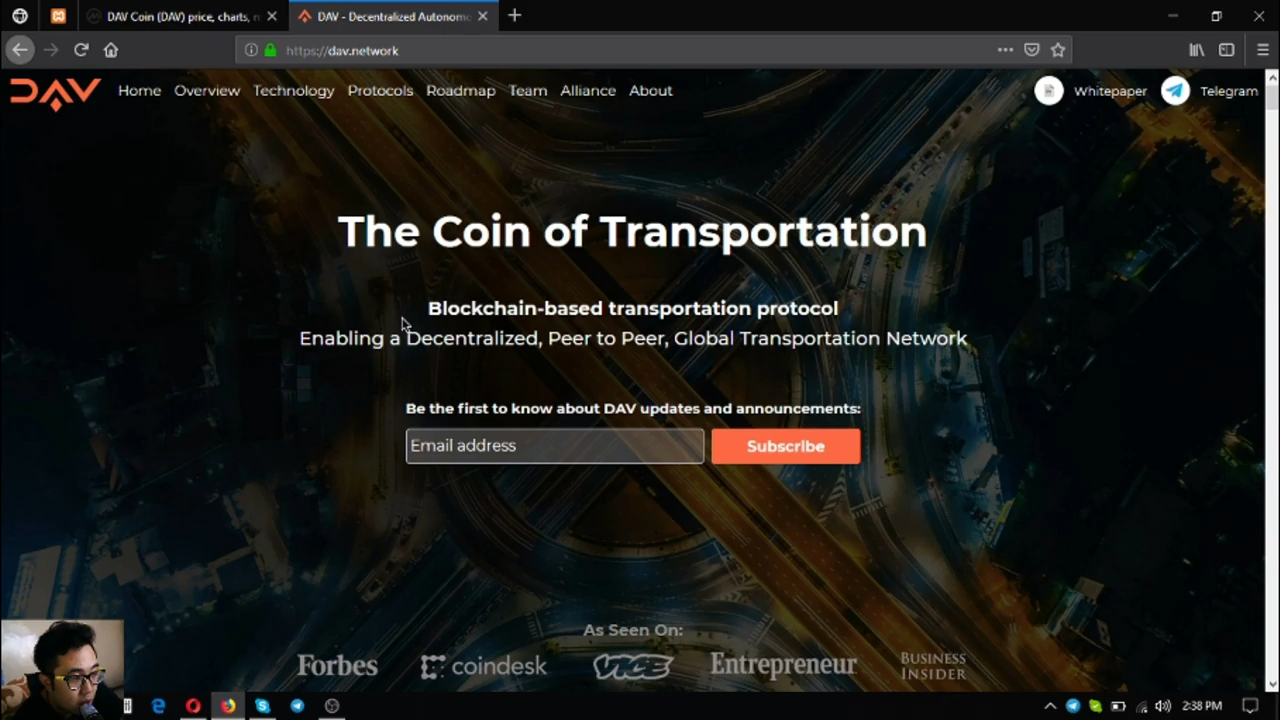 DAV Coin (DAV) price, charts,
DAV - Decentralized Autonomo
https://dav.network
DAV
Home
Overview
Technology
Protocols
Roadmap
Team
Alliance
About
Whitepaper
Telegram
The Coin of Transportation
Blockchain-based transportation protocol
Enabling a Decentralized, Peer to Peer, Global Transportation Network
Be the first to know about DAV updates and announcements:
Email address
Subscribe
As Seen On:
Forbes
coindesk
VICE
Entrepreneur
BUSINESS
INSIDER
2:38 PM